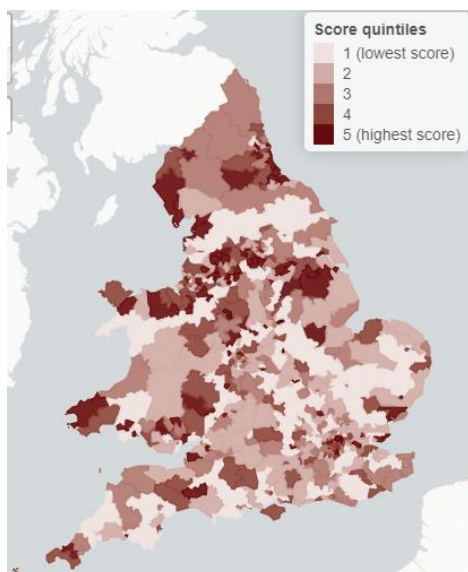 Score quintiles
1 (lowest score)
2
3
4
5 (highest score)